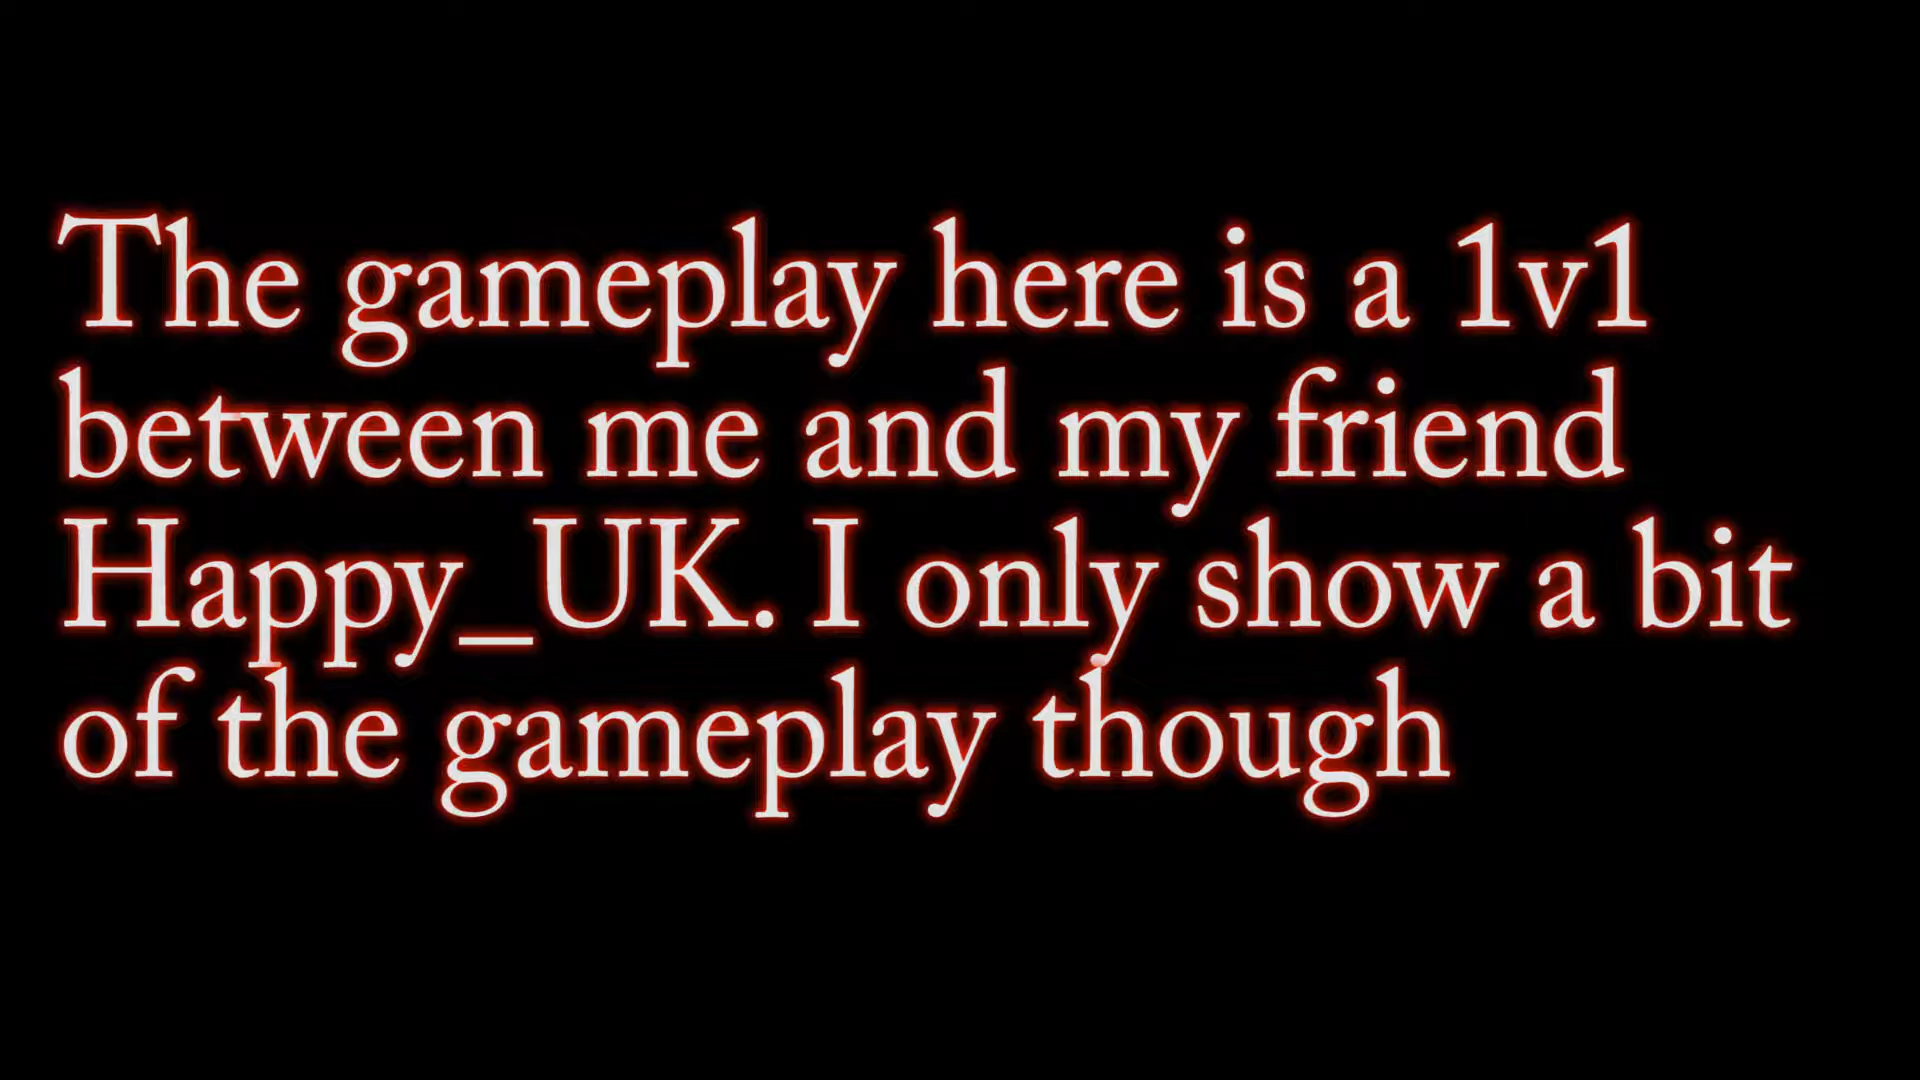 The gameplay here is a 1v1
between me and my friend
Happy_UK. I only show a bit
of the gameplay though